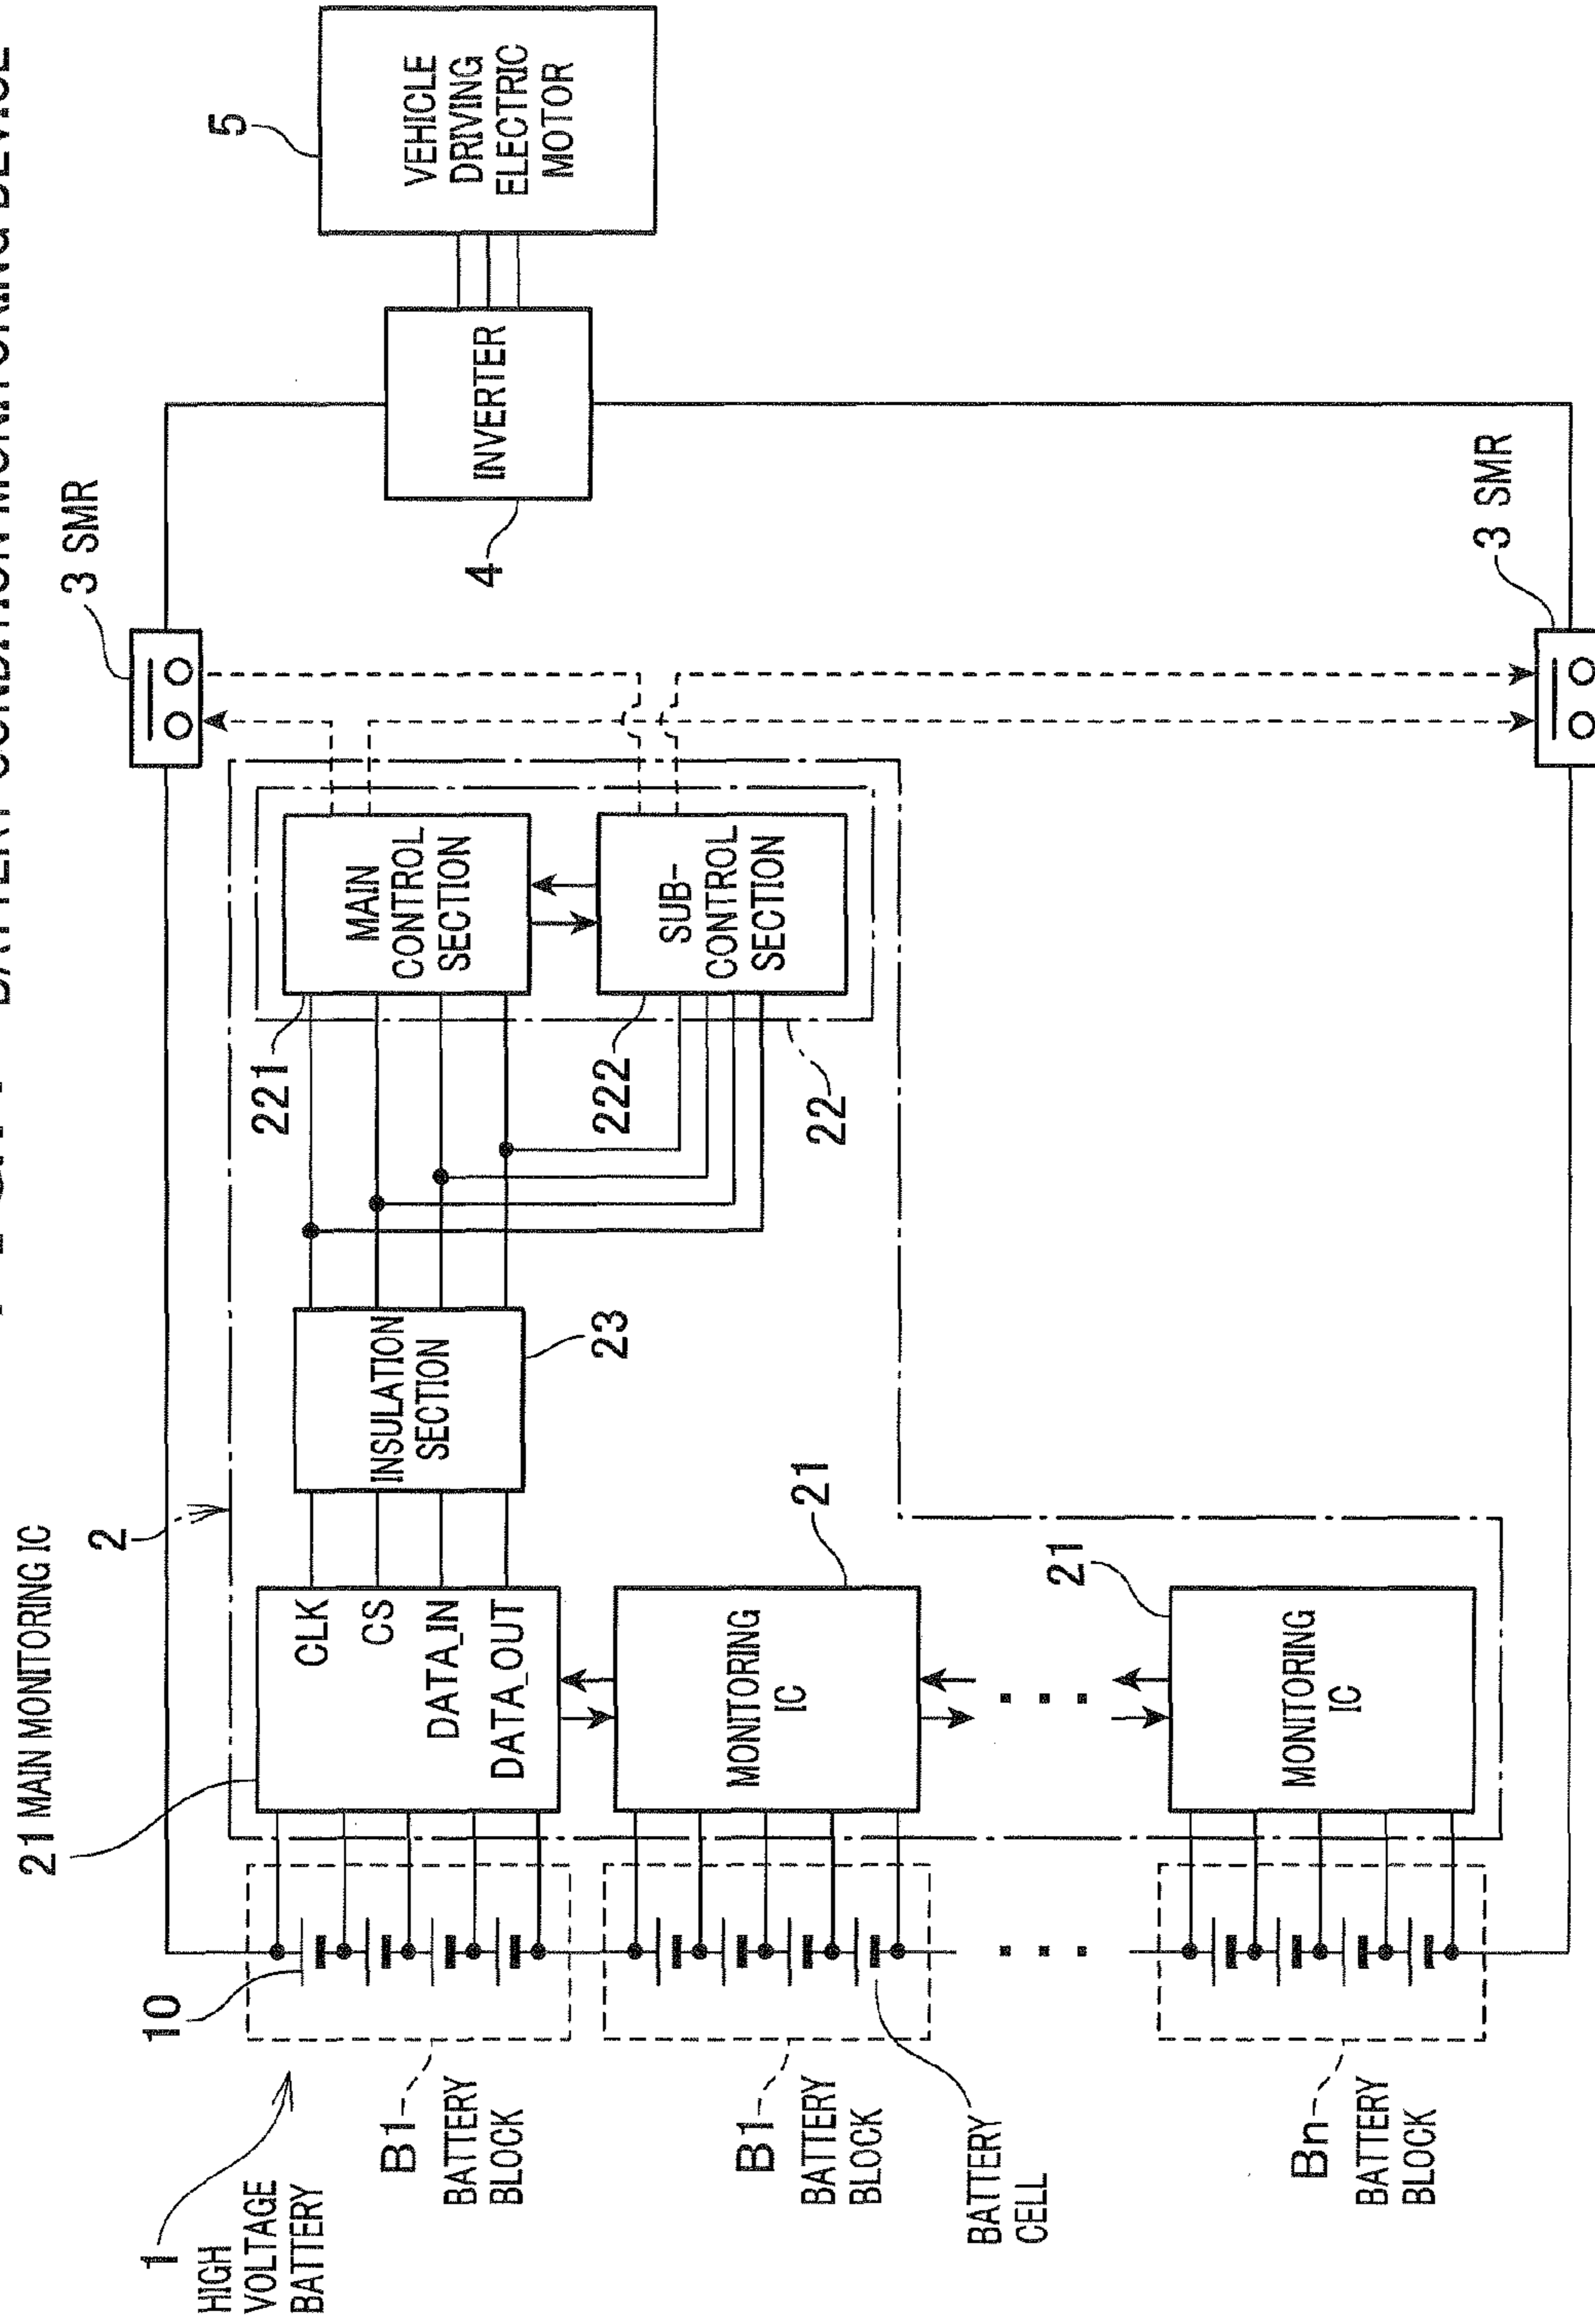 BATTERY CONDITION MONITORING DEVICE
1
HIGH
VOLTAGE
BATTERY
10
21 MAIN MONITORING IC
2
3 SMR
5
VEHICLE
DRIVING
ELECTRIC
MOTOR
INVERTER
4
CLK
CS
DATA_IN
DATA_OUT
INSULATION
SECTION
23
221
MAIN
CONTROL
SECTION
222
SUB-
CONTROL
SECTION
22
B1
BATTERY
BLOCK
MONITORING
IC
21
B1
BATTERY
BLOCK
BATTERY
CELL
MONITORING
IC
21
Bn
BATTERY
BLOCK
3 SMR